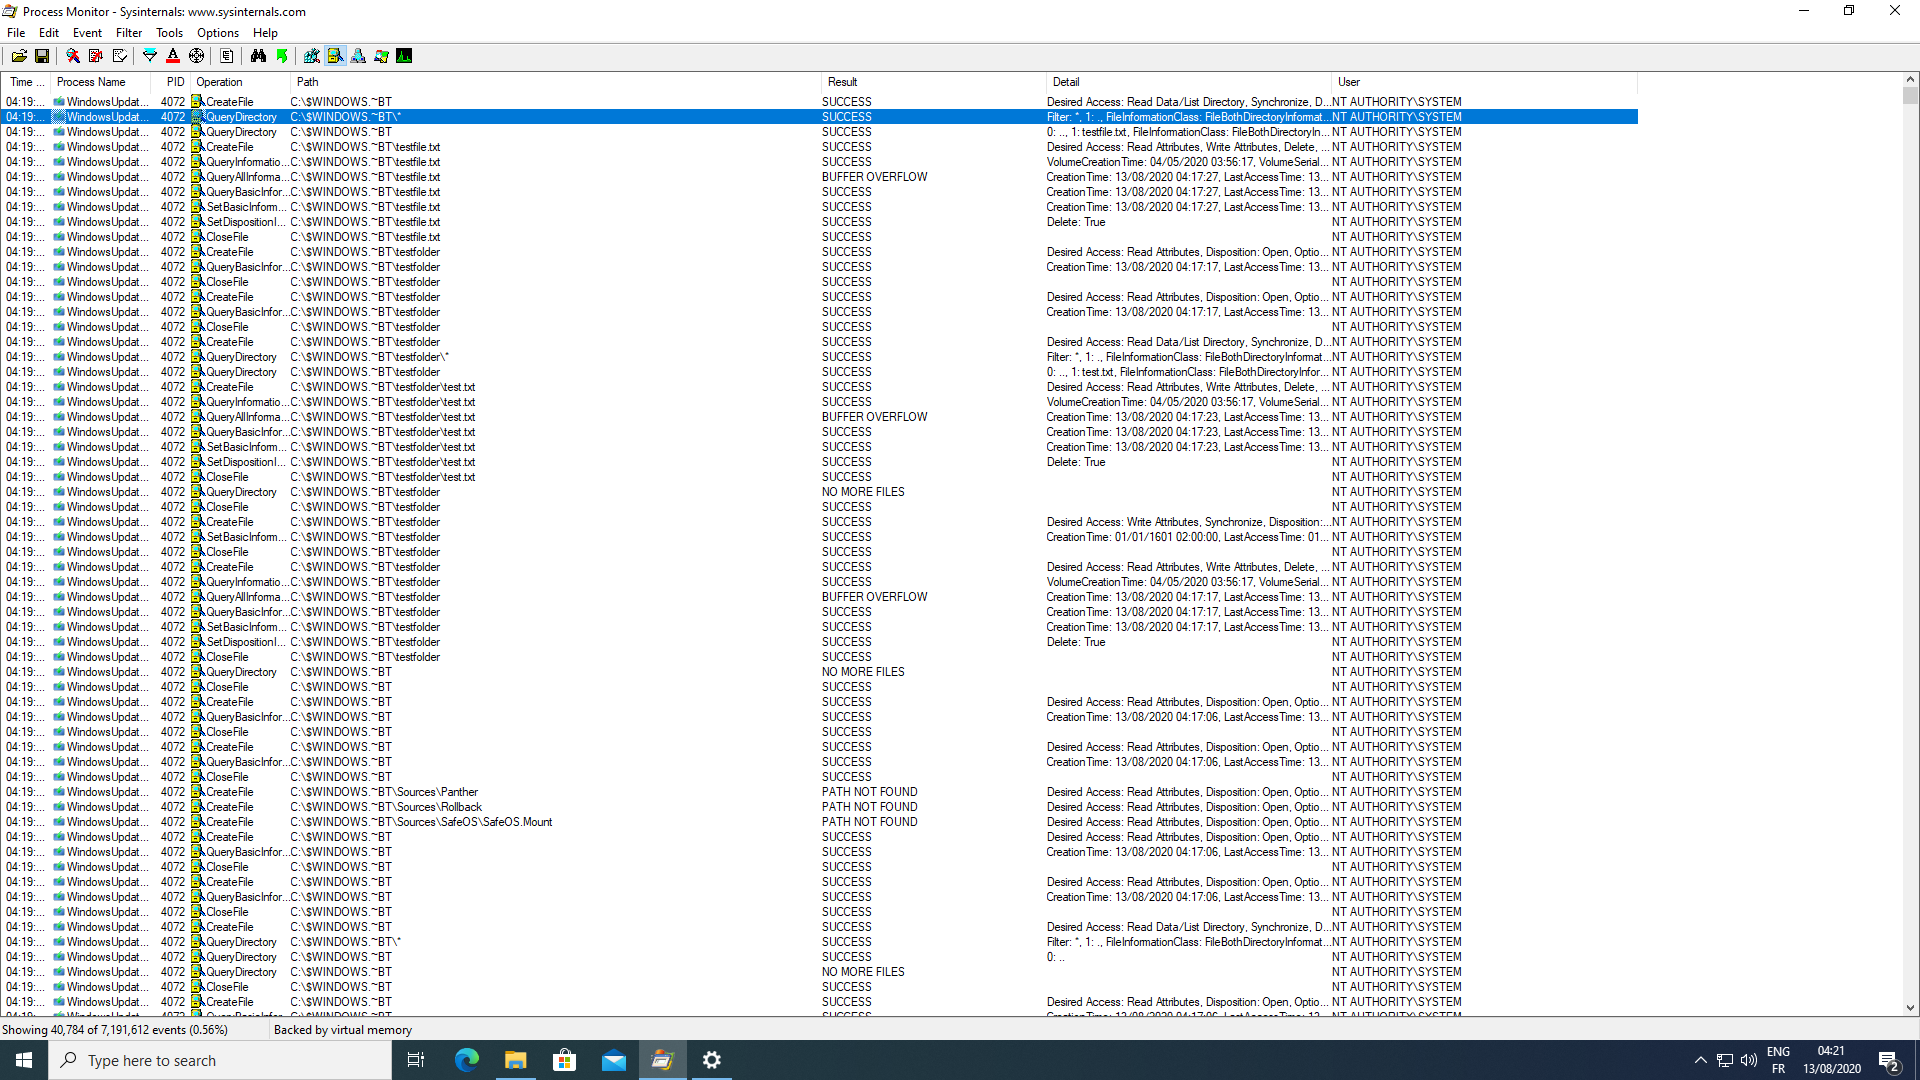 Process Monitor - Sysinternals: www.sysinternals.com
File Edit Event Filter Tools Options Help
Time ... Process Name PID Operation Path Result Detail User
04:19:... WindowsUpdat... 4072 CreateFile C:\$WINDOWS.~BT SUCCESS Desired Access: Read Data/List Directory, Synchronize, D... NT AUTHORITY\SYSTEM
04:19:... WindowsUpdat... 4072 QueryDirectory C:\$WINDOWS.~BT\* SUCCESS Filter: *, 1: ., FileInformationClass: FileBothDirectoryInformat... NT AUTHORITY\SYSTEM
04:19:... WindowsUpdat... 4072 QueryDirectory C:\$WINDOWS.~BT SUCCESS 0: .., 1: testfile.txt, FileInformationClass: FileBothDirectoryIn... NT AUTHORITY\SYSTEM
04:19:... WindowsUpdat... 4072 CreateFile C:\$WINDOWS.~BT\testfile.txt SUCCESS Desired Access: Read Attributes, Write Attributes, Delete, ... NT AUTHORITY\SYSTEM
04:19:... WindowsUpdat... 4072 QueryInformatio... C:\$WINDOWS.~BT\testfile.txt SUCCESS VolumeCreationTime: 04/05/2020 03:56:17, VolumeSerial... NT AUTHORITY\SYSTEM
04:19:... WindowsUpdat... 4072 QueryAllInforma... C:\$WINDOWS.~BT\testfile.txt BUFFER OVERFLOW CreationTime: 13/08/2020 04:17:27, LastAccessTime: 13... NT AUTHORITY\SYSTEM
04:19:... WindowsUpdat... 4072 QueryBasicInfor... C:\$WINDOWS.~BT\testfile.txt SUCCESS CreationTime: 13/08/2020 04:17:27, LastAccessTime: 13... NT AUTHORITY\SYSTEM
04:19:... WindowsUpdat... 4072 SetBasicInform... C:\$WINDOWS.~BT\testfile.txt SUCCESS CreationTime: 13/08/2020 04:17:27, LastAccessTime: 13... NT AUTHORITY\SYSTEM
04:19:... WindowsUpdat... 4072 SetDispositionI... C:\$WINDOWS.~BT\testfile.txt SUCCESS Delete: True NT AUTHORITY\SYSTEM
04:19:... WindowsUpdat... 4072 CloseFile C:\$WINDOWS.~BT\testfile.txt SUCCESS NT AUTHORITY\SYSTEM
04:19:... WindowsUpdat... 4072 CreateFile C:\$WINDOWS.~BT\testfolder SUCCESS Desired Access: Read Attributes, Disposition: Open, Optio... NT AUTHORITY\SYSTEM
04:19:... WindowsUpdat... 4072 QueryBasicInfor... C:\$WINDOWS.~BT\testfolder SUCCESS CreationTime: 13/08/2020 04:17:17, LastAccessTime: 13... NT AUTHORITY\SYSTEM
04:19:... WindowsUpdat... 4072 CloseFile C:\$WINDOWS.~BT\testfolder SUCCESS NT AUTHORITY\SYSTEM
04:19:... WindowsUpdat... 4072 CreateFile C:\$WINDOWS.~BT\testfolder SUCCESS Desired Access: Read Attributes, Disposition: Open, Optio... NT AUTHORITY\SYSTEM
04:19:... WindowsUpdat... 4072 QueryBasicInfor... C:\$WINDOWS.~BT\testfolder SUCCESS CreationTime: 13/08/2020 04:17:17, LastAccessTime: 13... NT AUTHORITY\SYSTEM
04:19:... WindowsUpdat... 4072 CloseFile C:\$WINDOWS.~BT\testfolder SUCCESS NT AUTHORITY\SYSTEM
04:19:... WindowsUpdat... 4072 CreateFile C:\$WINDOWS.~BT\testfolder SUCCESS Desired Access: Read Data/List Directory, Synchronize, D... NT AUTHORITY\SYSTEM
04:19:... WindowsUpdat... 4072 QueryDirectory C:\$WINDOWS.~BT\testfolder\* SUCCESS Filter: *, 1: ., FileInformationClass: FileBothDirectoryInformat... NT AUTHORITY\SYSTEM
04:19:... WindowsUpdat... 4072 QueryDirectory C:\$WINDOWS.~BT\testfolder SUCCESS 0: .., 1: test.txt, FileInformationClass: FileBothDirectoryInfor... NT AUTHORITY\SYSTEM
04:19:... WindowsUpdat... 4072 CreateFile C:\$WINDOWS.~BT\testfolder\test.txt SUCCESS Desired Access: Read Attributes, Write Attributes, Delete, ... NT AUTHORITY\SYSTEM
04:19:... WindowsUpdat... 4072 QueryInformatio... C:\$WINDOWS.~BT\testfolder\test.txt SUCCESS VolumeCreationTime: 04/05/2020 03:56:17, VolumeSerial... NT AUTHORITY\SYSTEM
04:19:... WindowsUpdat... 4072 QueryAllInforma... C:\$WINDOWS.~BT\testfolder\test.txt BUFFER OVERFLOW CreationTime: 13/08/2020 04:17:23, LastAccessTime: 13... NT AUTHORITY\SYSTEM
04:19:... WindowsUpdat... 4072 QueryBasicInfor... C:\$WINDOWS.~BT\testfolder\test.txt SUCCESS CreationTime: 13/08/2020 04:17:23, LastAccessTime: 13... NT AUTHORITY\SYSTEM
04:19:... WindowsUpdat... 4072 SetBasicInform... C:\$WINDOWS.~BT\testfolder\test.txt SUCCESS CreationTime: 13/08/2020 04:17:23, LastAccessTime: 13... NT AUTHORITY\SYSTEM
04:19:... WindowsUpdat... 4072 SetDispositionI... C:\$WINDOWS.~BT\testfolder\test.txt SUCCESS Delete: True NT AUTHORITY\SYSTEM
04:19:... WindowsUpdat... 4072 CloseFile C:\$WINDOWS.~BT\testfolder\test.txt SUCCESS NT AUTHORITY\SYSTEM
04:19:... WindowsUpdat... 4072 QueryDirectory C:\$WINDOWS.~BT\testfolder NO MORE FILES NT AUTHORITY\SYSTEM
04:19:... WindowsUpdat... 4072 CloseFile C:\$WINDOWS.~BT\testfolder SUCCESS NT AUTHORITY\SYSTEM
04:19:... WindowsUpdat... 4072 CreateFile C:\$WINDOWS.~BT\testfolder SUCCESS Desired Access: Write Attributes, Synchronize, Disposition:... NT AUTHORITY\SYSTEM
04:19:... WindowsUpdat... 4072 SetBasicInform... C:\$WINDOWS.~BT\testfolder SUCCESS CreationTime: 01/01/1601 02:00:00, LastAccessTime: 01... NT AUTHORITY\SYSTEM
04:19:... WindowsUpdat... 4072 CloseFile C:\$WINDOWS.~BT\testfolder SUCCESS NT AUTHORITY\SYSTEM
04:19:... WindowsUpdat... 4072 CreateFile C:\$WINDOWS.~BT\testfolder SUCCESS Desired Access: Read Attributes, Write Attributes, Delete, ... NT AUTHORITY\SYSTEM
04:19:... WindowsUpdat... 4072 QueryInformatio... C:\$WINDOWS.~BT\testfolder SUCCESS VolumeCreationTime: 04/05/2020 03:56:17, VolumeSerial... NT AUTHORITY\SYSTEM
04:19:... WindowsUpdat... 4072 QueryAllInforma... C:\$WINDOWS.~BT\testfolder BUFFER OVERFLOW CreationTime: 13/08/2020 04:17:17, LastAccessTime: 13... NT AUTHORITY\SYSTEM
04:19:... WindowsUpdat... 4072 QueryBasicInfor... C:\$WINDOWS.~BT\testfolder SUCCESS CreationTime: 13/08/2020 04:17:17, LastAccessTime: 13... NT AUTHORITY\SYSTEM
04:19:... WindowsUpdat... 4072 SetBasicInform... C:\$WINDOWS.~BT\testfolder SUCCESS CreationTime: 13/08/2020 04:17:17, LastAccessTime: 13... NT AUTHORITY\SYSTEM
04:19:... WindowsUpdat... 4072 SetDispositionI... C:\$WINDOWS.~BT\testfolder SUCCESS Delete: True NT AUTHORITY\SYSTEM
04:19:... WindowsUpdat... 4072 CloseFile C:\$WINDOWS.~BT\testfolder SUCCESS NT AUTHORITY\SYSTEM
04:19:... WindowsUpdat... 4072 QueryDirectory C:\$WINDOWS.~BT NO MORE FILES NT AUTHORITY\SYSTEM
04:19:... WindowsUpdat... 4072 CloseFile C:\$WINDOWS.~BT SUCCESS NT AUTHORITY\SYSTEM
04:19:... WindowsUpdat... 4072 CreateFile C:\$WINDOWS.~BT SUCCESS Desired Access: Read Attributes, Disposition: Open, Optio... NT AUTHORITY\SYSTEM
04:19:... WindowsUpdat... 4072 QueryBasicInfor... C:\$WINDOWS.~BT SUCCESS CreationTime: 13/08/2020 04:17:06, LastAccessTime: 13... NT AUTHORITY\SYSTEM
04:19:... WindowsUpdat... 4072 CloseFile C:\$WINDOWS.~BT SUCCESS NT AUTHORITY\SYSTEM
04:19:... WindowsUpdat... 4072 CreateFile C:\$WINDOWS.~BT SUCCESS Desired Access: Read Attributes, Disposition: Open, Optio... NT AUTHORITY\SYSTEM
04:19:... WindowsUpdat... 4072 QueryBasicInfor... C:\$WINDOWS.~BT SUCCESS CreationTime: 13/08/2020 04:17:06, LastAccessTime: 13... NT AUTHORITY\SYSTEM
04:19:... WindowsUpdat... 4072 CloseFile C:\$WINDOWS.~BT SUCCESS NT AUTHORITY\SYSTEM
04:19:... WindowsUpdat... 4072 CreateFile C:\$WINDOWS.~BT\Sources\Panther PATH NOT FOUND Desired Access: Read Attributes, Disposition: Open, Optio... NT AUTHORITY\SYSTEM
04:19:... WindowsUpdat... 4072 CreateFile C:\$WINDOWS.~BT\Sources\Rollback PATH NOT FOUND Desired Access: Read Attributes, Disposition: Open, Optio... NT AUTHORITY\SYSTEM
04:19:... WindowsUpdat... 4072 CreateFile C:\$WINDOWS.~BT\Sources\SafeOS\SafeOS.Mount PATH NOT FOUND Desired Access: Read Attributes, Disposition: Open, Optio... NT AUTHORITY\SYSTEM
04:19:... WindowsUpdat... 4072 CreateFile C:\$WINDOWS.~BT SUCCESS Desired Access: Read Attributes, Disposition: Open, Optio... NT AUTHORITY\SYSTEM
04:19:... WindowsUpdat... 4072 QueryBasicInfor... C:\$WINDOWS.~BT SUCCESS CreationTime: 13/08/2020 04:17:06, LastAccessTime: 13... NT AUTHORITY\SYSTEM
04:19:... WindowsUpdat... 4072 CloseFile C:\$WINDOWS.~BT SUCCESS NT AUTHORITY\SYSTEM
04:19:... WindowsUpdat... 4072 CreateFile C:\$WINDOWS.~BT SUCCESS Desired Access: Read Attributes, Disposition: Open, Optio... NT AUTHORITY\SYSTEM
04:19:... WindowsUpdat... 4072 QueryBasicInfor... C:\$WINDOWS.~BT SUCCESS CreationTime: 13/08/2020 04:17:06, LastAccessTime: 13... NT AUTHORITY\SYSTEM
04:19:... WindowsUpdat... 4072 CloseFile C:\$WINDOWS.~BT SUCCESS NT AUTHORITY\SYSTEM
04:19:... WindowsUpdat... 4072 CreateFile C:\$WINDOWS.~BT SUCCESS Desired Access: Read Data/List Directory, Synchronize, D... NT AUTHORITY\SYSTEM
04:19:... WindowsUpdat... 4072 QueryDirectory C:\$WINDOWS.~BT\* SUCCESS Filter: *, 1: ., FileInformationClass: FileBothDirectoryInformat... NT AUTHORITY\SYSTEM
04:19:... WindowsUpdat... 4072 QueryDirectory C:\$WINDOWS.~BT SUCCESS 0: .. NT AUTHORITY\SYSTEM
04:19:... WindowsUpdat... 4072 QueryDirectory C:\$WINDOWS.~BT NO MORE FILES NT AUTHORITY\SYSTEM
04:19:... WindowsUpdat... 4072 CloseFile C:\$WINDOWS.~BT SUCCESS NT AUTHORITY\SYSTEM
04:19:... WindowsUpdat... 4072 CreateFile C:\$WINDOWS.~BT SUCCESS Desired Access: Read Attributes, Disposition: Open, Optio... NT AUTHORITY\SYSTEM
Showing 40,784 of 7,191,612 events (0.56%) Backed by virtual memory
Type here to search
ENG
FR
04:21
13/08/2020
2